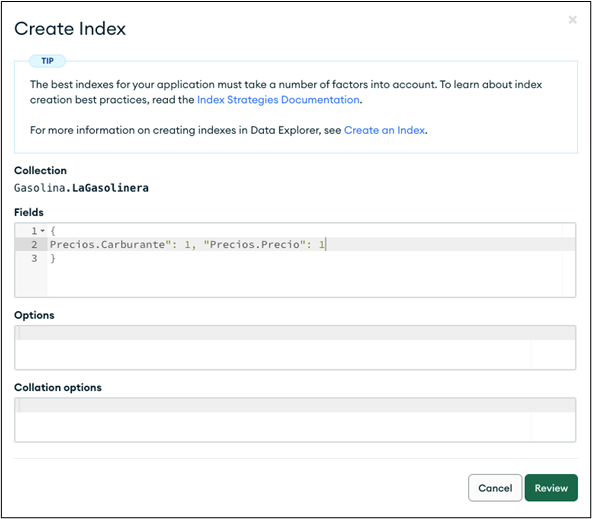 Create Index
×
TIP
The best indexes for your application must take a number of factors into account. To learn about index
creation best practices, read the Index Strategies Documentation.
For more information on creating indexes in Data Explorer, see Create an Index.
Collection
Gasolina.LaGasolinera
Fields
1 {
2 Precios.Carburante": 1, "Precios.Precio": 1
3 }
Options
Collation options
Cancel Review